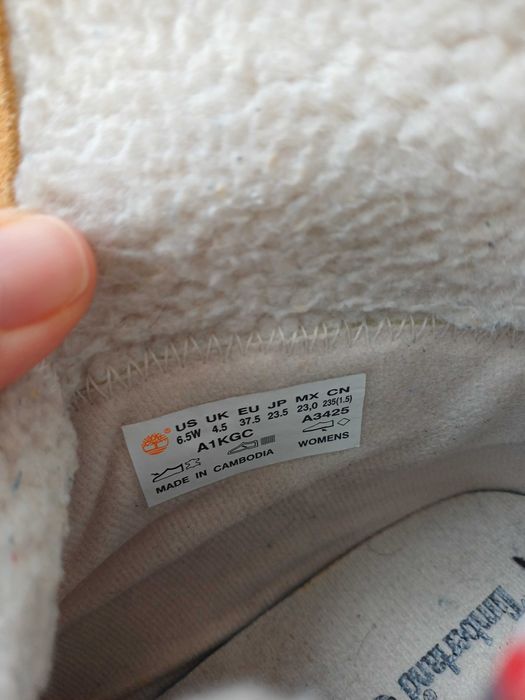 US UK EU JP MX CN
6.5W 4.5 37.5 23.5 23,0 235(1.5)
A1KGC A3425
WOMENS
MADE IN CAMBODIA
Timberland